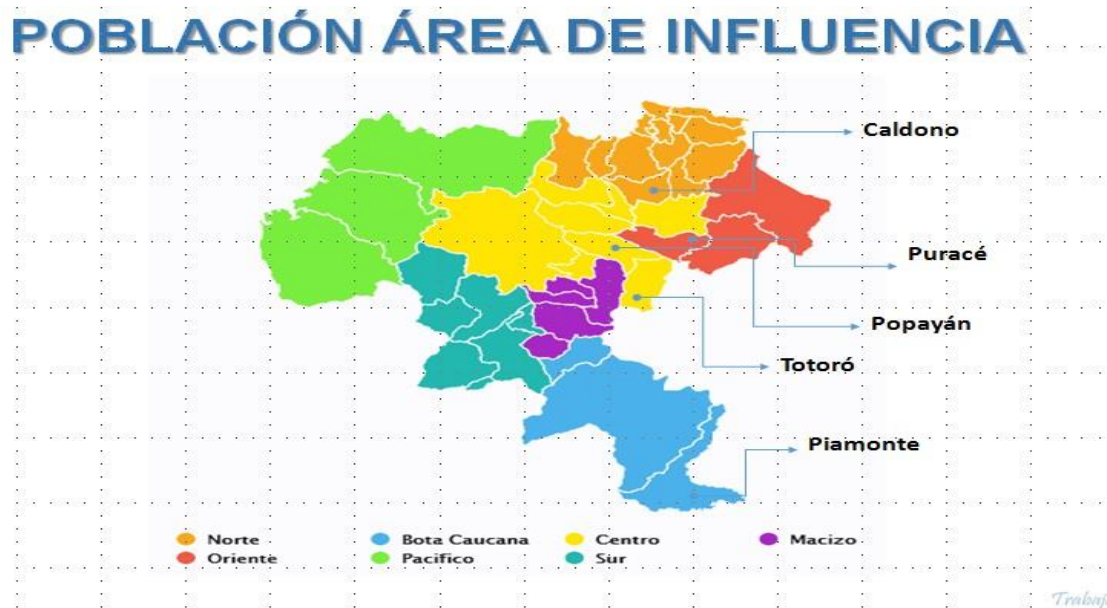 POBLACIÓN ÁREA DE INFLUENCIA
Caldono
Puracé
Popayán
Totoró
Piamonte
Norte Bota Caucana Centro Macizo
Oriente Pacifico Sur